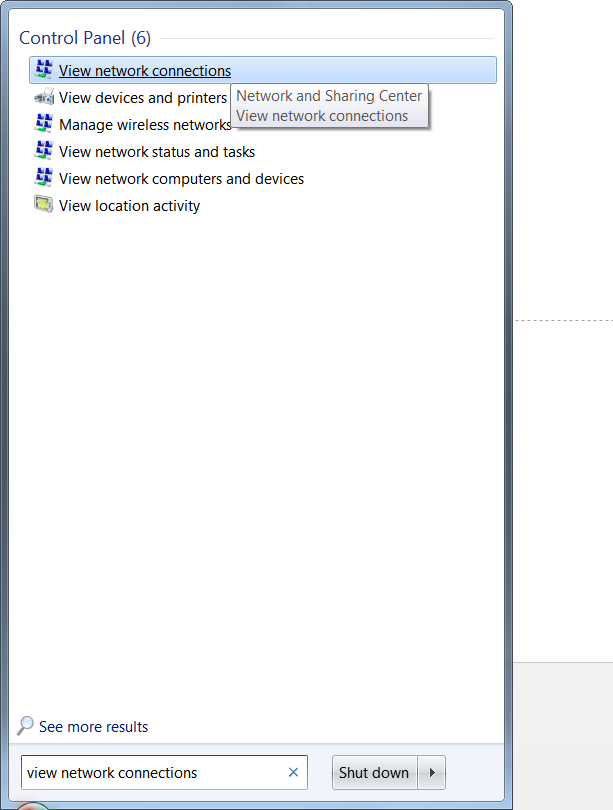 Control Panel (6)
View network connections
View devices and printers
Network and Sharing Center
View network connections
Manage wireless networks
View network status and tasks
View network computers and devices
View location activity
See more results
view network connections
Shut down